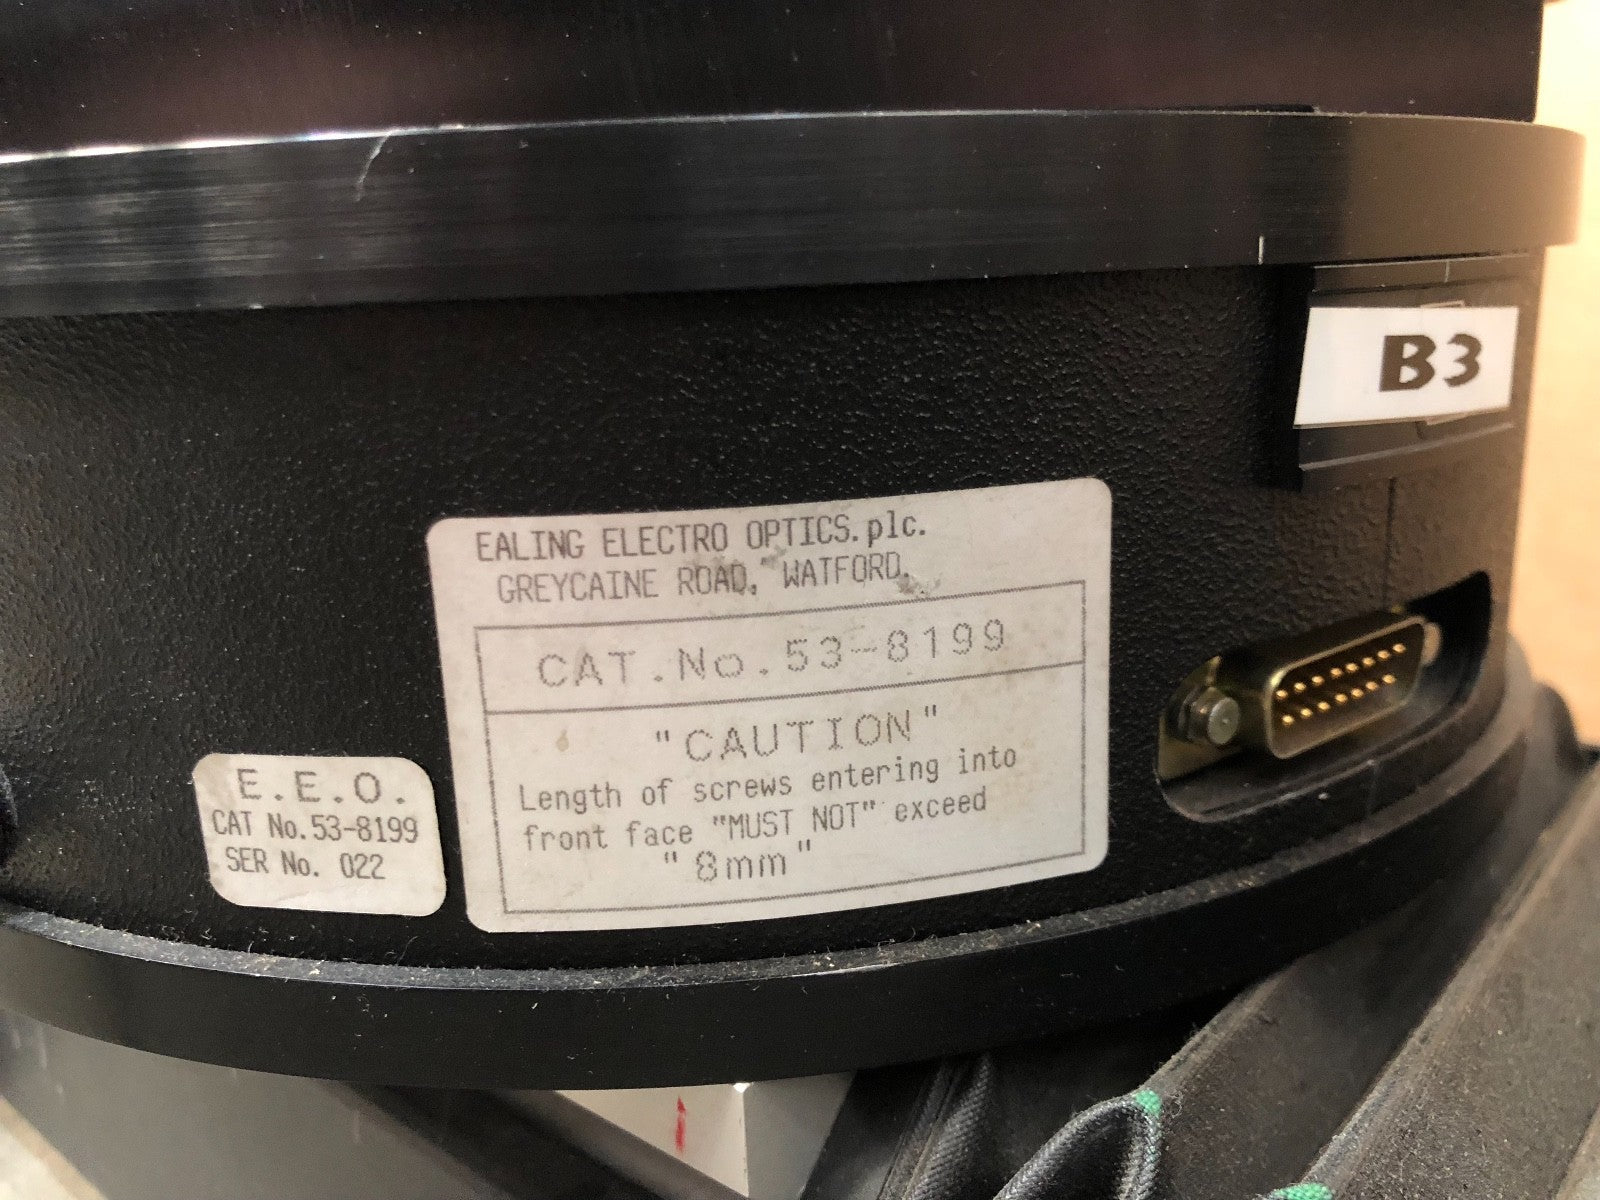 B3
EALING ELECTRO OPTICS.plc.
GREYCAINE ROAD, WATFORD.
CAT.No.53-8199
"CAUTION"
Length of screws entering into
front face "MUST NOT" exceed
"8mm"
E.E.O.
CAT No.53-8199
SER No. 022